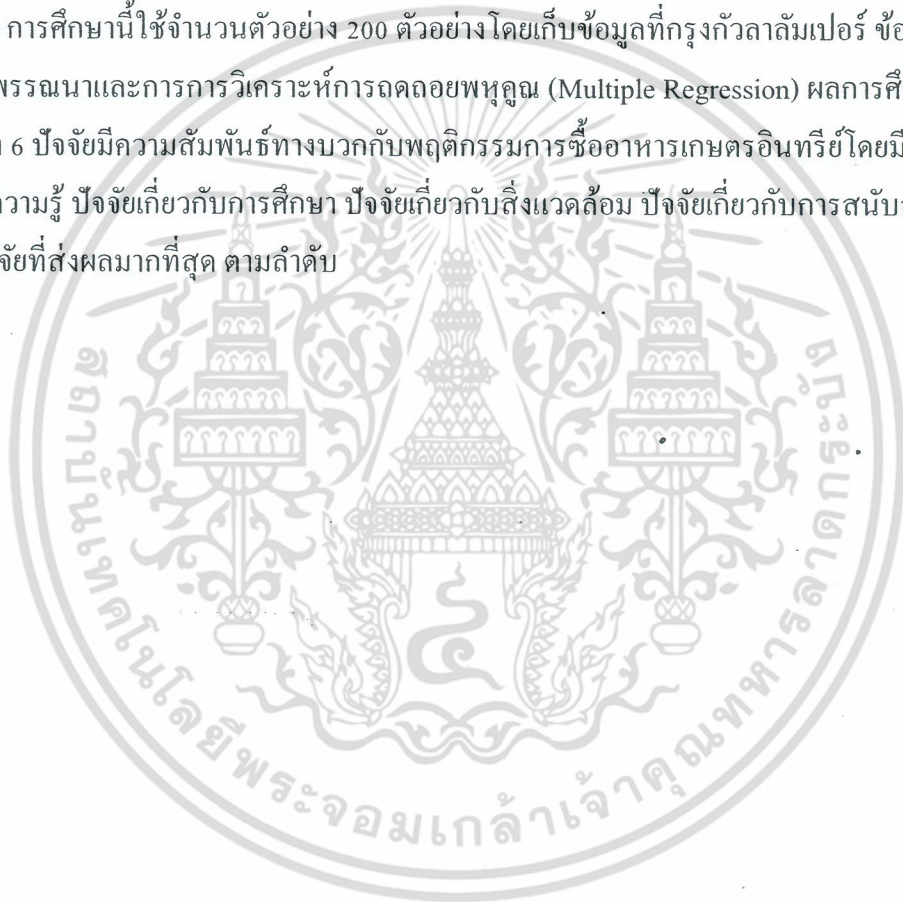 การศึกษานี้ใช้จำนวนตัวอย่าง 200 ตัวอย่างโดยเก็บข้อมูลที่กรุงกัวลาลัมเปอร์ ข้อ
พรรณนาและการการวิเคราะห์การถดถอยพหุคูณ (Multiple Regression) ผลการศึ
6 ปัจจัยมีความสัมพันธ์ทางบวกกับพฤติกรรมการซื้ออาหารเกษตรอินทรีย์โดยมี
ความรู้ ปัจจัยเกี่ยวกับการศึกษา ปัจจัยเกี่ยวกับสิ่งแวดล้อม ปัจจัยเกี่ยวกับการสนับส
จัยที่ส่งผลมากที่สุด ตามลำดับ
สถาบันเทคโนโลยีพระจอมเกล้าเจ้าคุณทหารลาดกระบัง